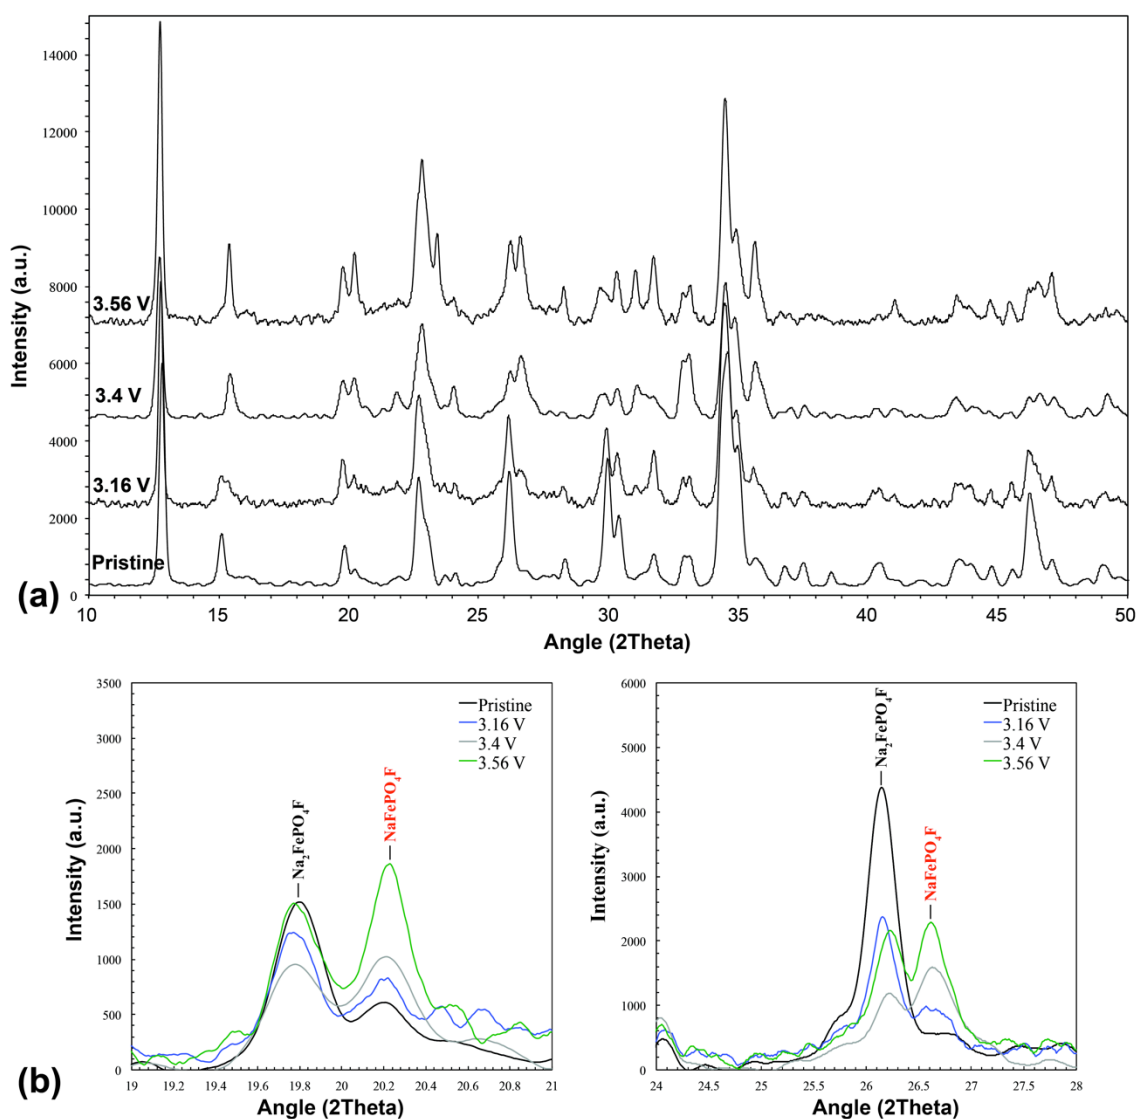 (a)
Intensity (a.u.)
14000
12000
10000
8000
6000
4000
2000
0
3.56 V
3.4 V
3.16 V
Pristine
10 15 20 25 30 35 40 45 50
Angle (2Theta)
(b)
Intensity (a.u.)
3500
3000
2500
2000
1500
1000
500
0
Pristine
3.16 V
3.4 V
3.56 V
Na₂FePO₄F
NaFePO₄F
19 19.2 19.4 19.6 19.8 20 20.2 20.4 20.6 20.8 21
Angle (2Theta)
Intensity (a.u.)
6000
5000
4000
3000
2000
1000
0
Pristine
3.16 V
3.4 V
3.56 V
Na₂FePO₄F
NaFePO₄F
24 24.5 25 25.5 26 26.5 27 27.5 28
Angle (2Theta)